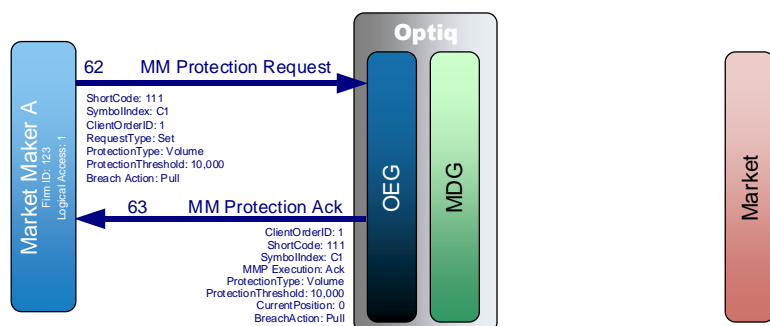 Optiq
Market Maker A
Firm ID: 123
Logical Access: 1
62 MM Protection Request
ShortCode: 111
SymbolIndex: C1
ClientOrderID: 1
RequestType: Set
ProtectionType: Volume
ProtectionThreshold: 10,000
Breach Action: Pull
63 MM Protection Ack
ClientOrderID: 1
ShortCode: 111
SymbolIndex: C1
MMP Execution: Ack
ProtectionType: Volume
ProtectionThreshold: 10,000
CurrentPosition: 0
BreachAction: Pull
OEG
MDG
Market